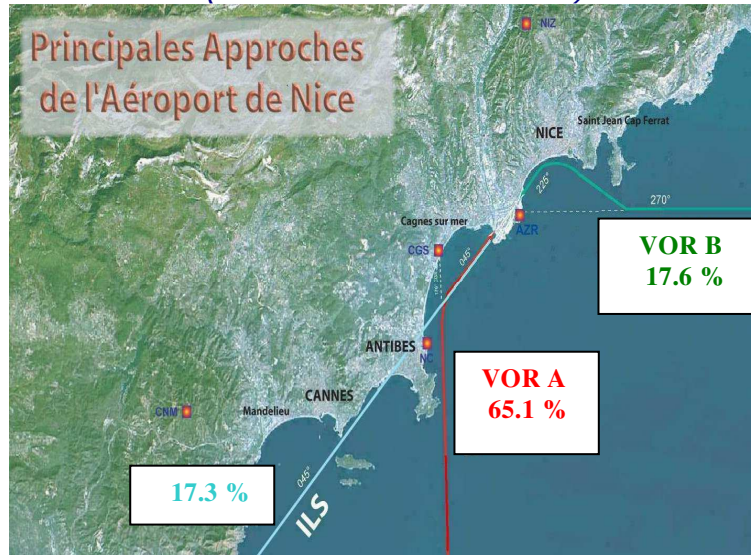 Principales Approches
de l'Aéroport de Nice
NIZ
NICE
Saint Jean Cap Ferrat
225°
270°
Cagnes sur mer
AZR
CGS
045°
VOR B
17.6 %
ANTIBES
NC
VOR A
65.1 %
CANNES
CNM
Mandelieu
17.3 %
045°
ILS